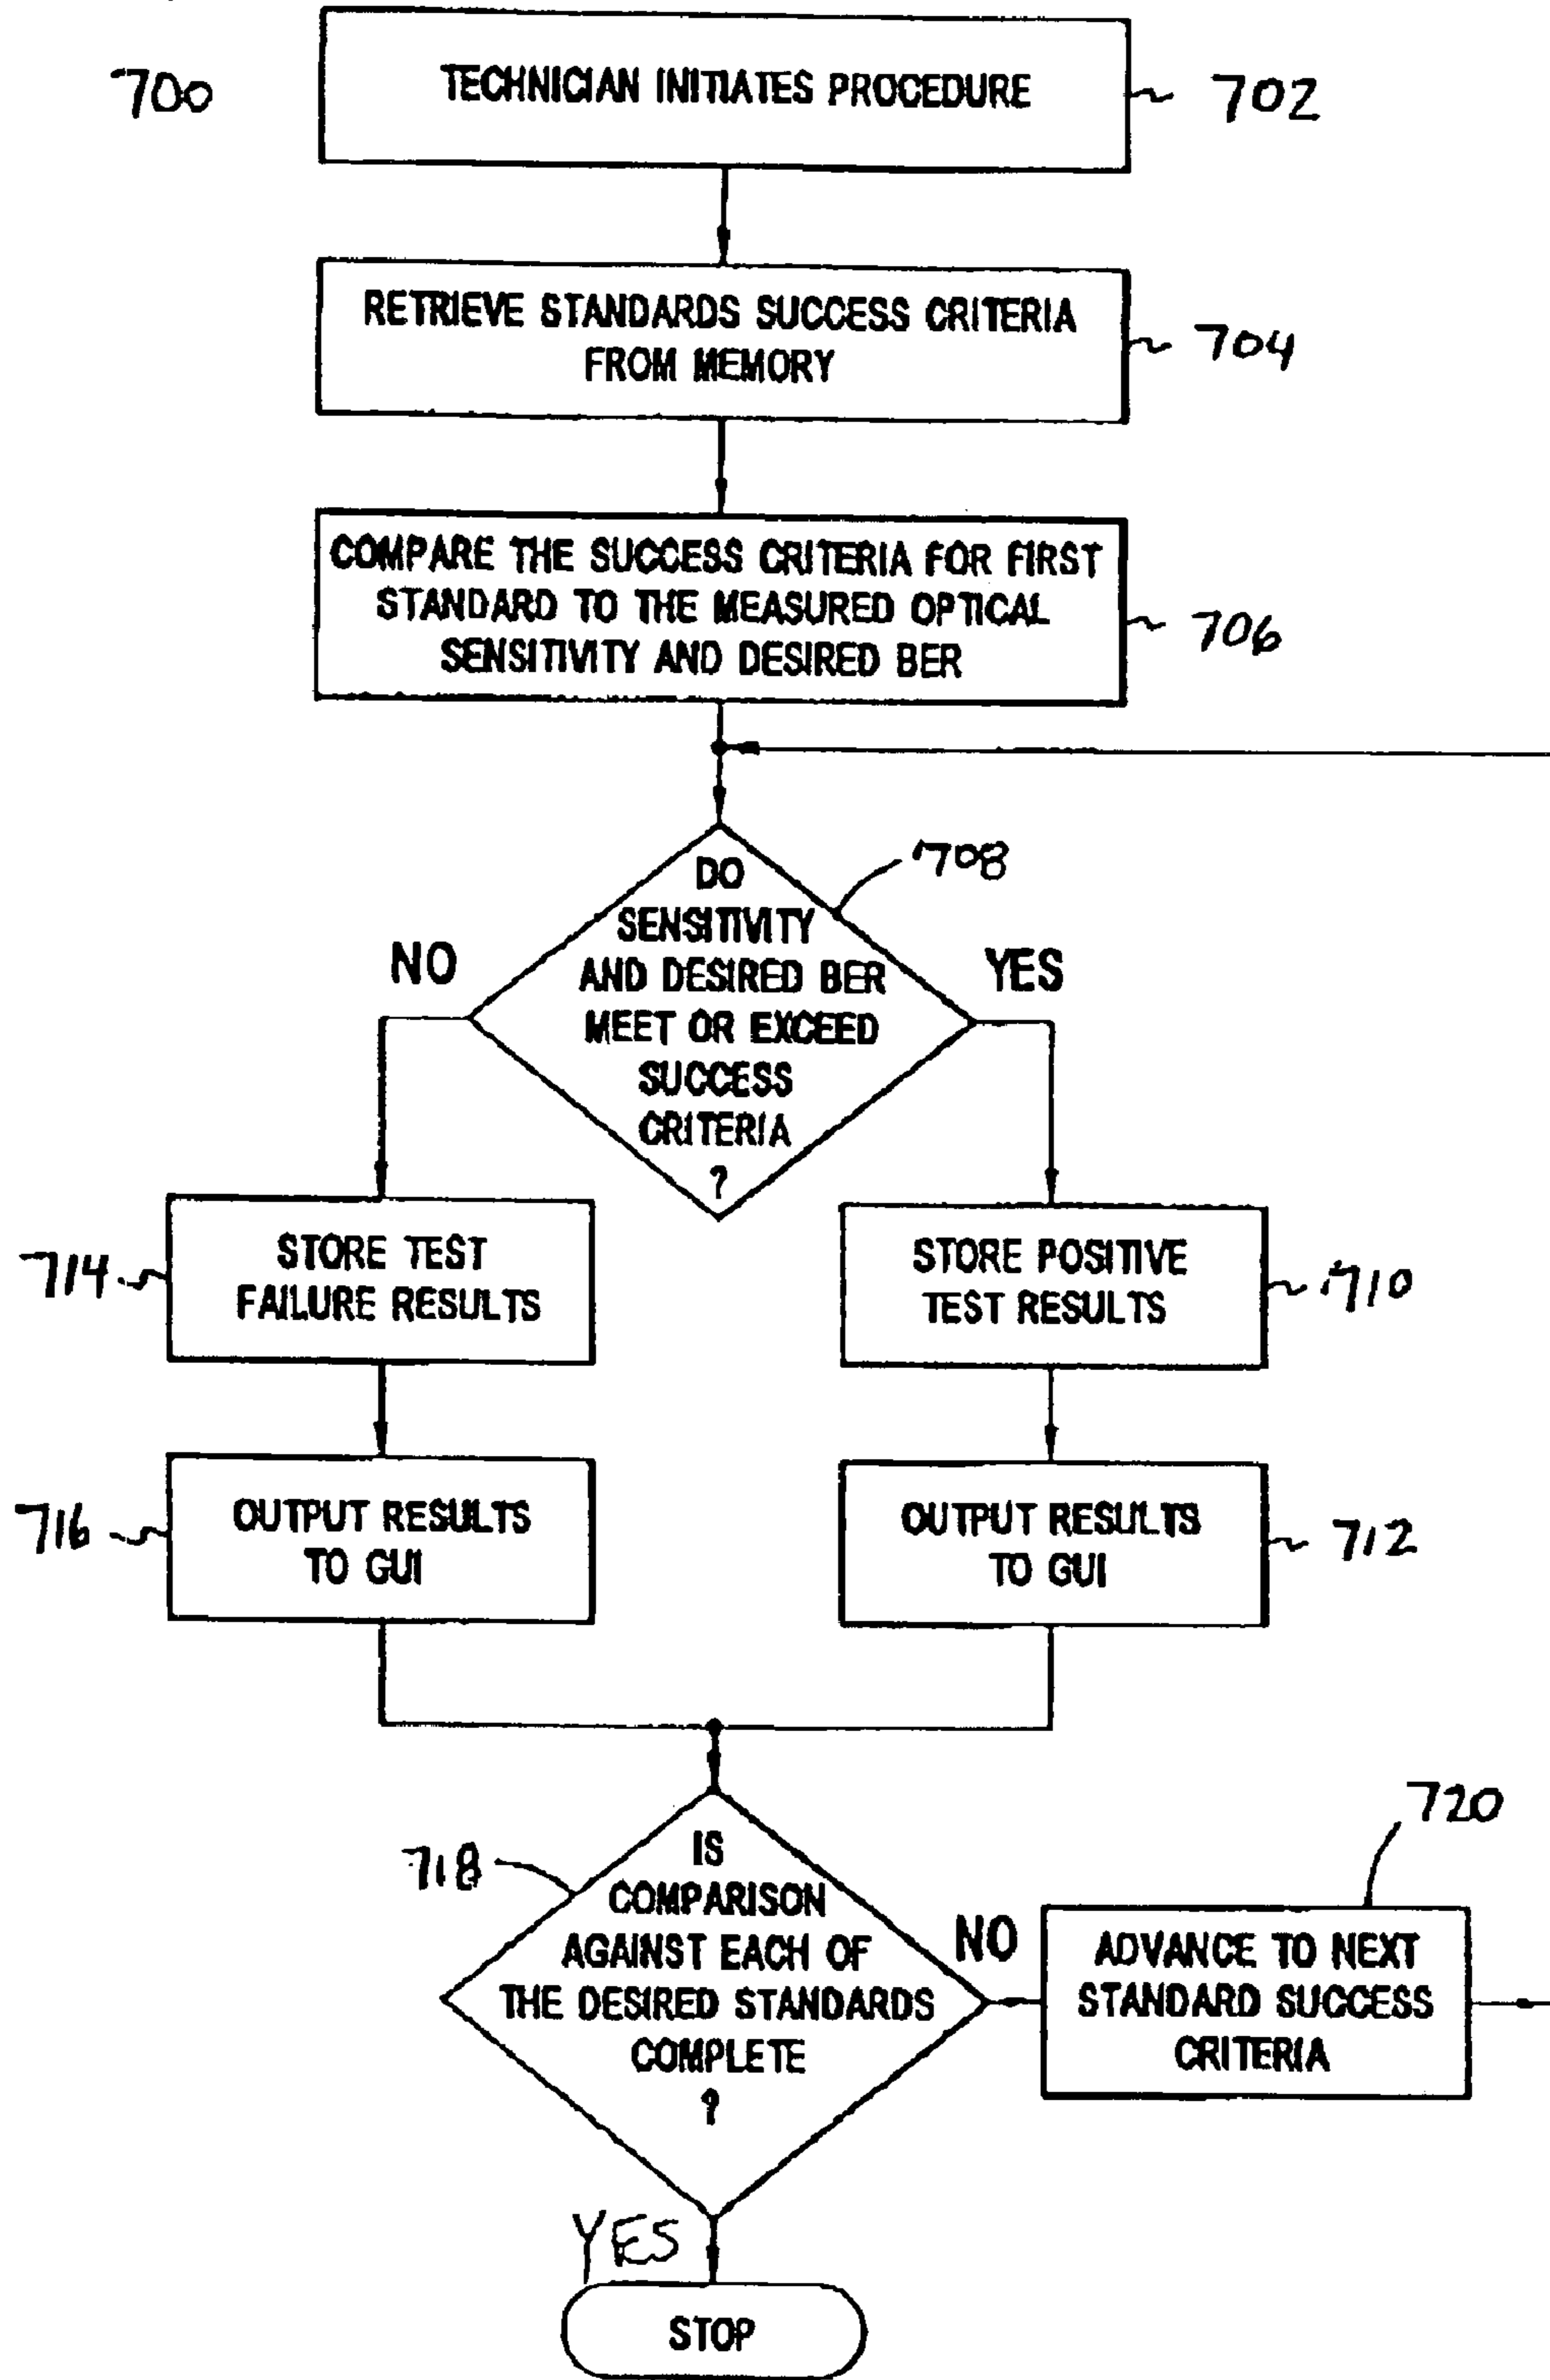 700
TECHNICIAN INITIATES PROCEDURE
702
RETRIEVE STANDARDS SUCCESS CRITERIA
FROM MEMORY
704
COMPARE THE SUCCESS CRITERIA FOR FIRST
STANDARD TO THE MEASURED OPTICAL
SENSITIVITY AND DESIRED BER
706
708
DO
SENSITIVITY
AND DESIRED BER
MEET OR EXCEED
SUCCESS
CRITERIA
?
NO
YES
714
STORE TEST
FAILURE RESULTS
STORE POSITIVE
TEST RESULTS
710
716
OUTPUT RESULTS
TO GUI
OUTPUT RESULTS
TO GUI
712
718
IS
COMPARISON
AGAINST EACH OF
THE DESIRED STANDARDS
COMPLETE
?
NO
720
ADVANCE TO NEXT
STANDARD SUCCESS
CRITERIA
YES
STOP